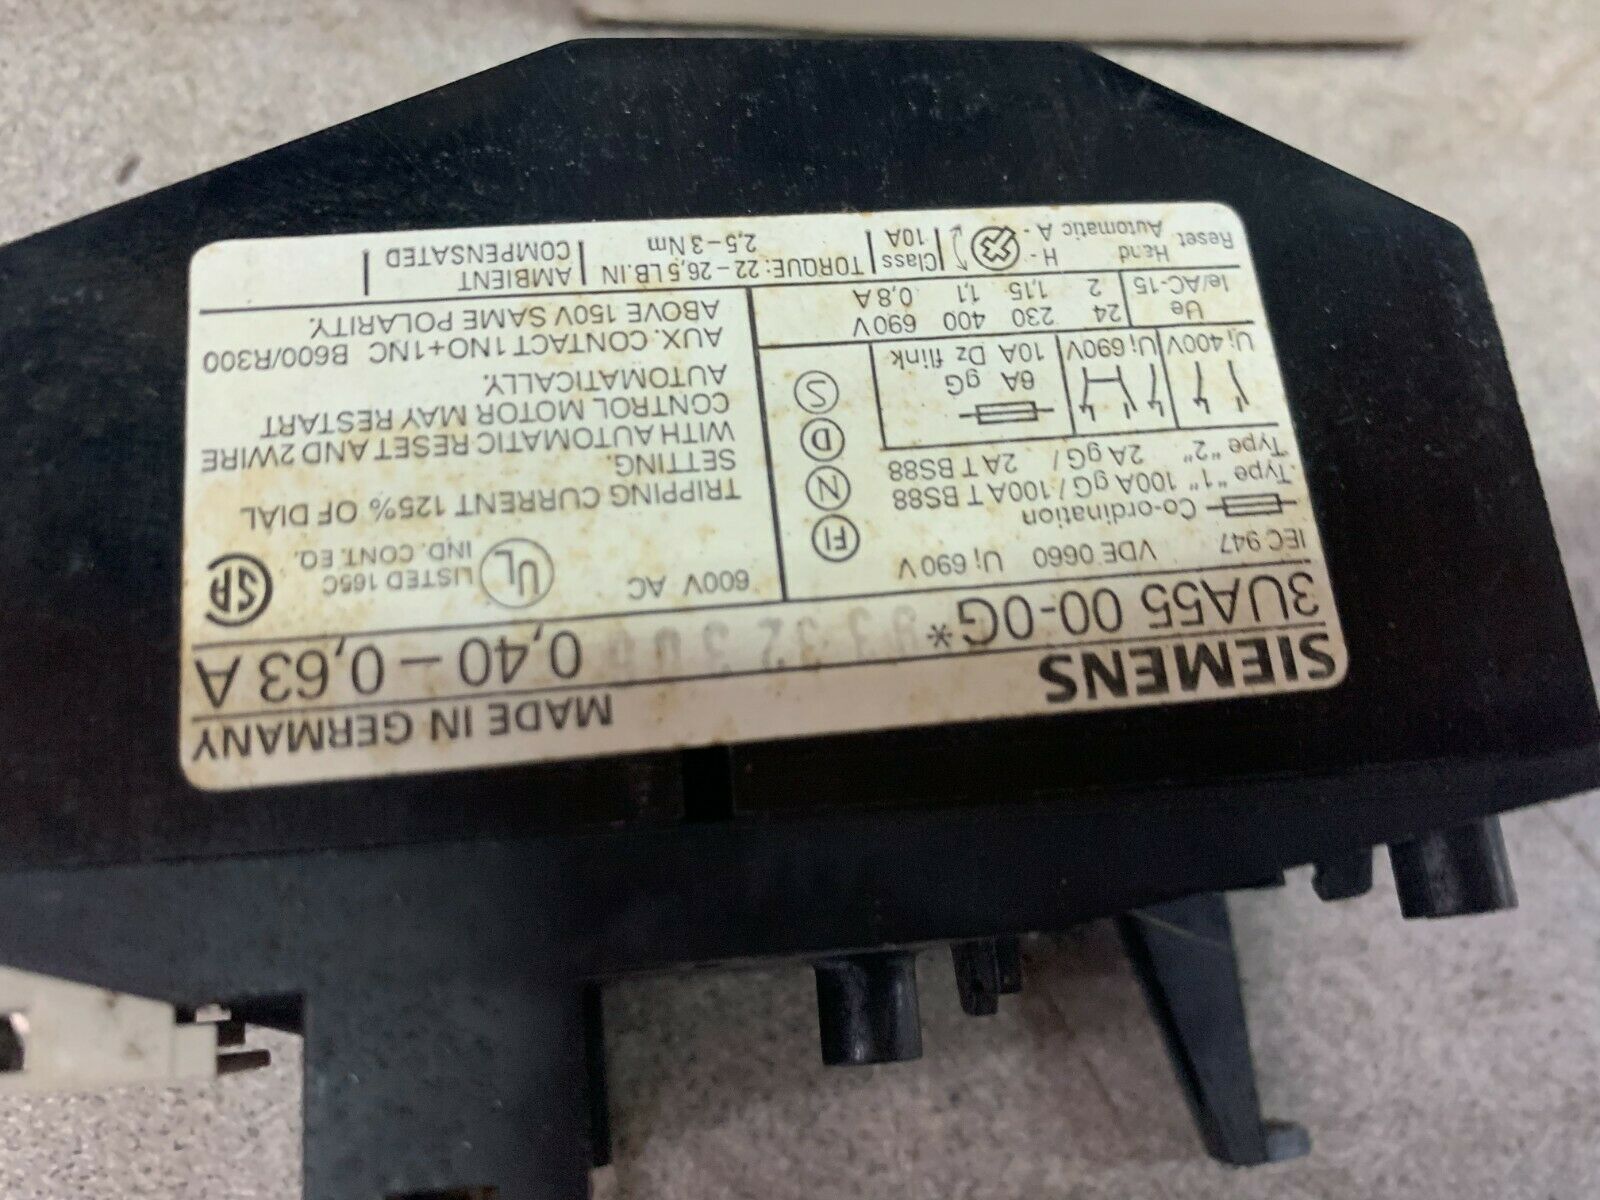 SIEMENS MADE IN GERMANY
3UA55 00-0G* 0,40 – 0,63 A
IEC 947 VDE 0660 Ui 690 V
Co-ordination
Type "1" 100A gG / 100A T BS88
Type "2" 2A gG / 2A T BS88
6A gG
Ui 400V Ui 690V 10A Dz flink
FI
N
D
S
Ue 24 230 400 690 V
Ie/AC-15 2 1,15 1,1 0,8 A
600V AC UL LISTED 165C SA
IND. CONT. EQ.
TRIPPING CURRENT 125% OF DIAL
SETTING.
WITH AUTOMATIC RESET AND 2WIRE
CONTROL MOTOR MAY RESTART
AUTOMATICALLY.
AUX. CONTACT 1NO+1NC B600/R300
ABOVE 150V SAME POLARITY.
Reset Hand H - Class TORQUE: 22 – 26,5 LB.IN AMBIENT
Automatic A - 10A 2,5 – 3 Nm COMPENSATED